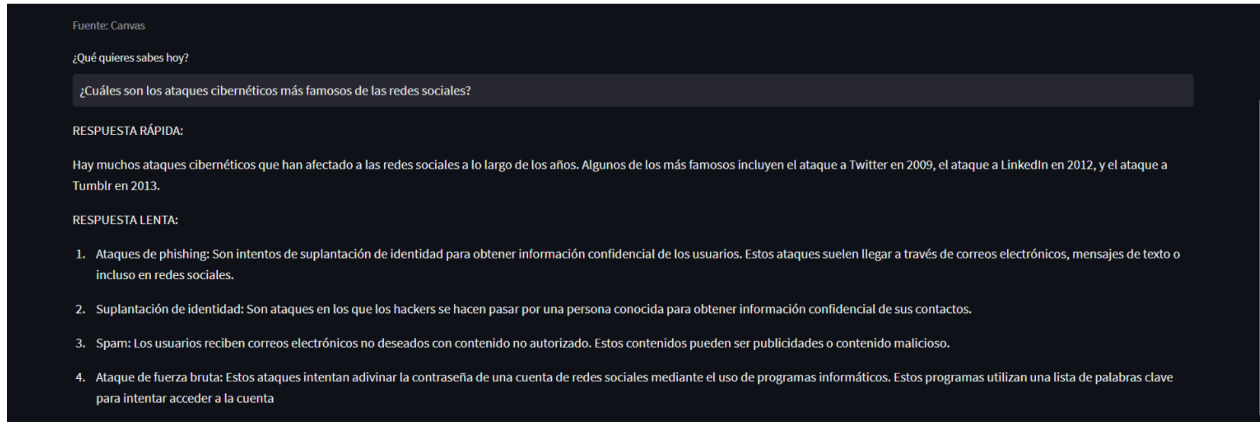 Fuente: Canvas
¿Qué quieres sabes hoy?
¿Cuáles son los ataques cibernéticos más famosos de las redes sociales?
RESPUESTA RÁPIDA:
Hay muchos ataques cibernéticos que han afectado a las redes sociales a lo largo de los años. Algunos de los más famosos incluyen el ataque a Twitter en 2009, el ataque a LinkedIn en 2012, y el ataque a
Tumblr en 2013.
RESPUESTA LENTA:
1. Ataques de phishing: Son intentos de suplantación de identidad para obtener información confidencial de los usuarios. Estos ataques suelen llegar a través de correos electrónicos, mensajes de texto o
incluso en redes sociales.
2. Suplantación de identidad: Son ataques en los que los hackers se hacen pasar por una persona conocida para obtener información confidencial de sus contactos.
3. Spam: Los usuarios reciben correos electrónicos no deseados con contenido no autorizado. Estos contenidos pueden ser publicidades o contenido malicioso.
4. Ataque de fuerza bruta: Estos ataques intentan adivinar la contraseña de una cuenta de redes sociales mediante el uso de programas informáticos. Estos programas utilizan una lista de palabras clave
para intentar acceder a la cuenta